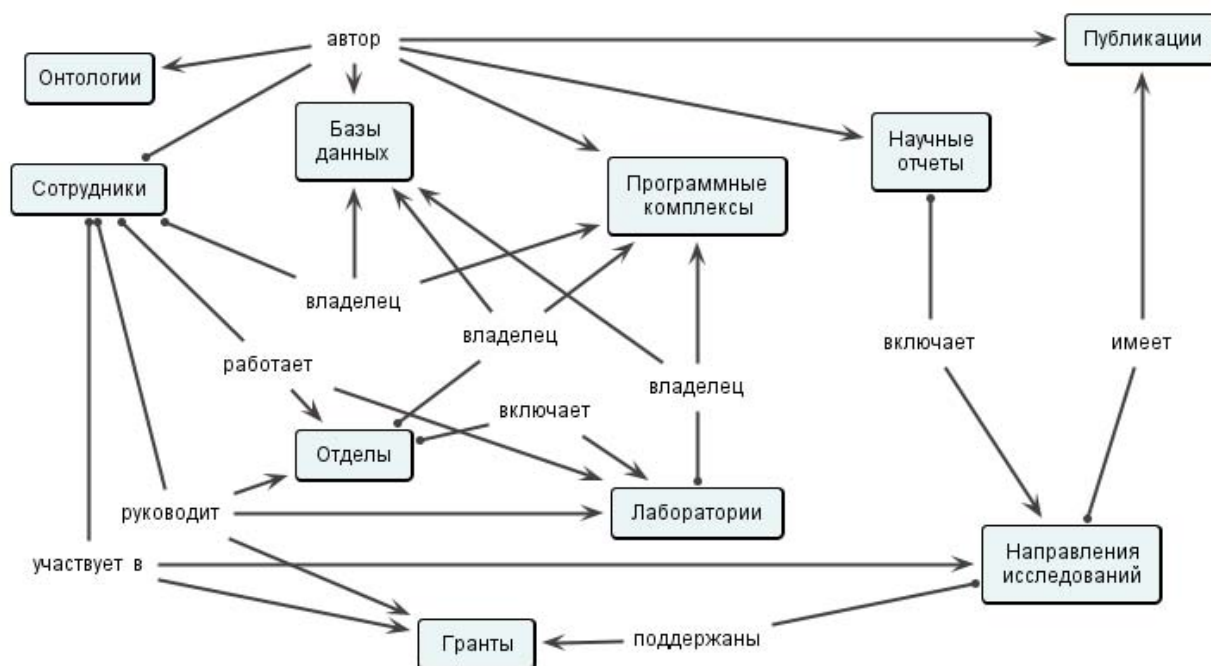 автор
Публикации
Онтологии
Базы
данных
Научные
отчеты
Сотрудники
Программные
комплексы
владелец
владелец
включает
имеет
работает
владелец
включает
Отделы
руководит
Лаборатории
участвует в
Направления
исследований
Гранты
поддержаны